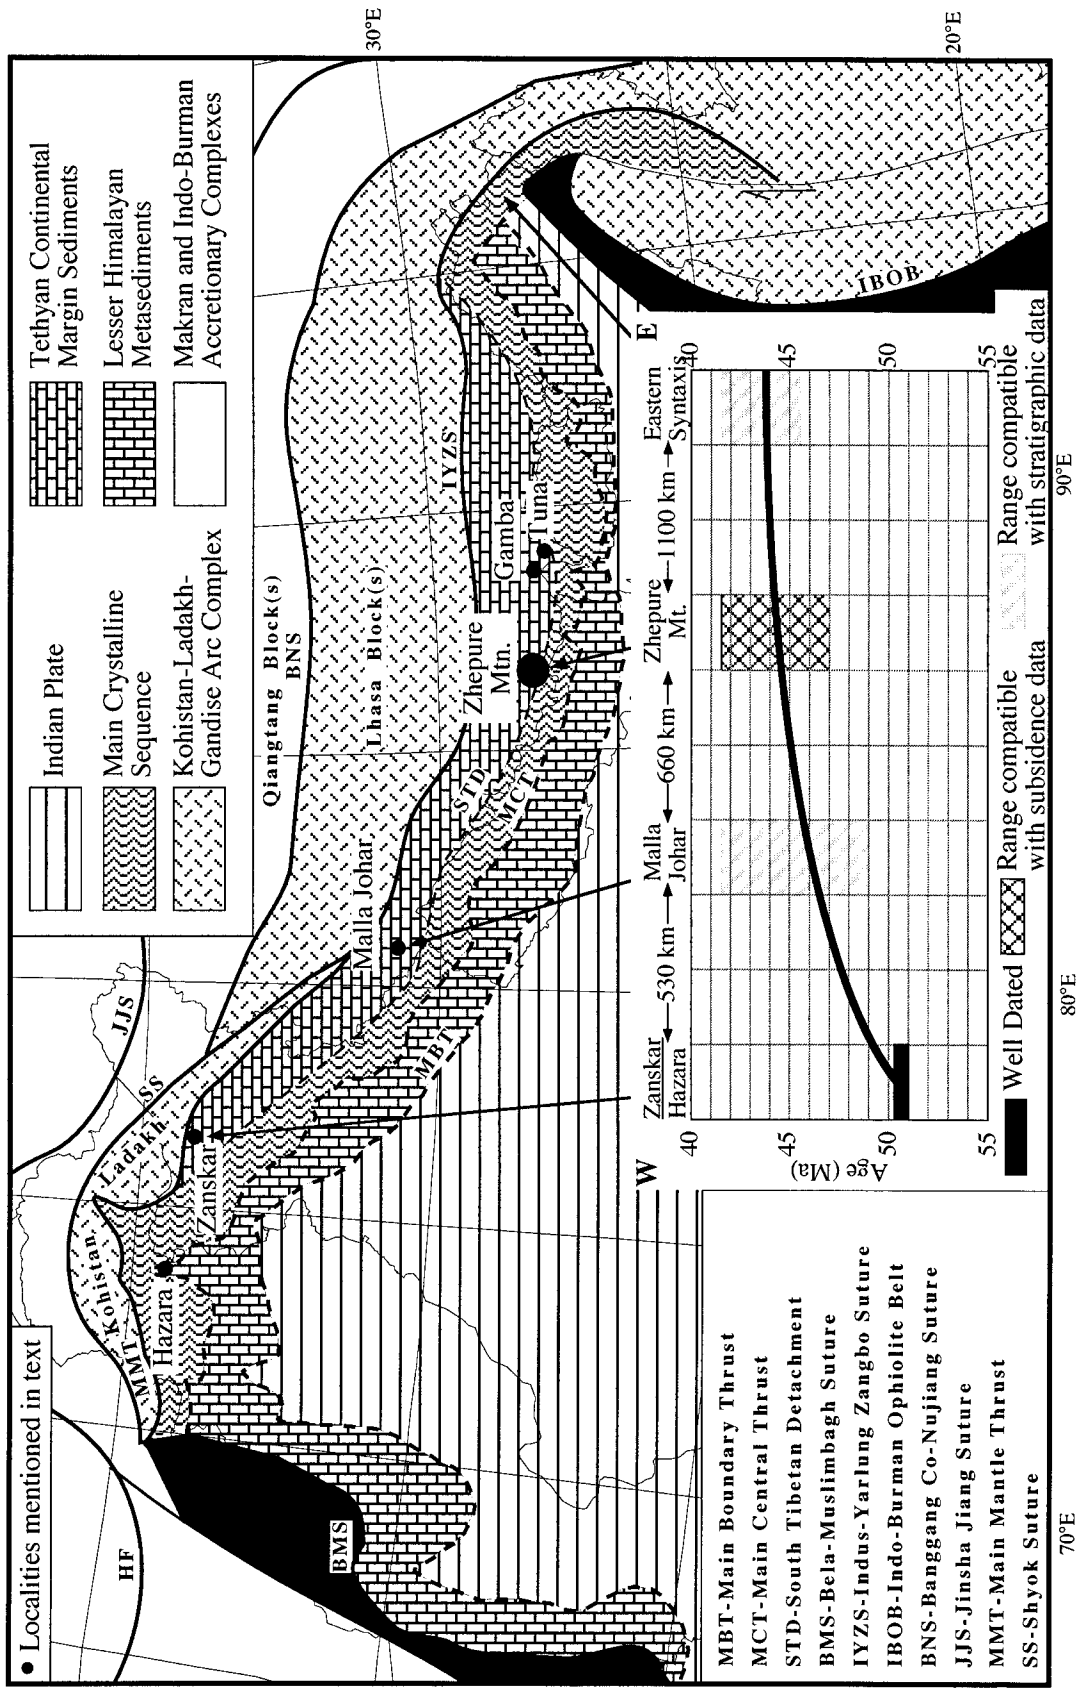 ● Localities mentioned in text
Indian Plate
Main Crystalline
Sequence
Kohistan-Ladakh-
Gandise Arc Complex
Tethyan Continental
Margin Sediments
Lesser Himalayan
Metasediments
Makran and Indo-Burman
Accretionary Complexes
30°E
20°E
HF
JJS
SS
Qiangtang Block(s)
BNS
Lhasa Block(s)
Ladakh
Kohistan
MMT
Hazara
Zanskar
Malla Johar
IYZS
Zhepure
Mtn.
Gamba
Tuna
STD
MCT
MBT
BMS
IBOB
W
E
Zanskar
Hazara
530 km
Malla
Johar
660 km
Zhepure
Mt.
1100 km
Eastern
Syntaxis
Age (Ma)
40
45
50
55
40
45
50
55
Well Dated
Range compatible
with subsidence data
Range compatible
with stratigraphic data
MBT-Main Boundary Thrust
MCT-Main Central Thrust
STD-South Tibetan Detachment
BMS-Bela-Muslimbagh Suture
IYZS-Indus-Yarlung Zangbo Suture
IBOB-Indo-Burman Ophiolite Belt
BNS-Banggang Co-Nujiang Suture
JJS-Jinsha Jiang Suture
MMT-Main Mantle Thrust
SS-Shyok Suture
70°E
80°E
90°E